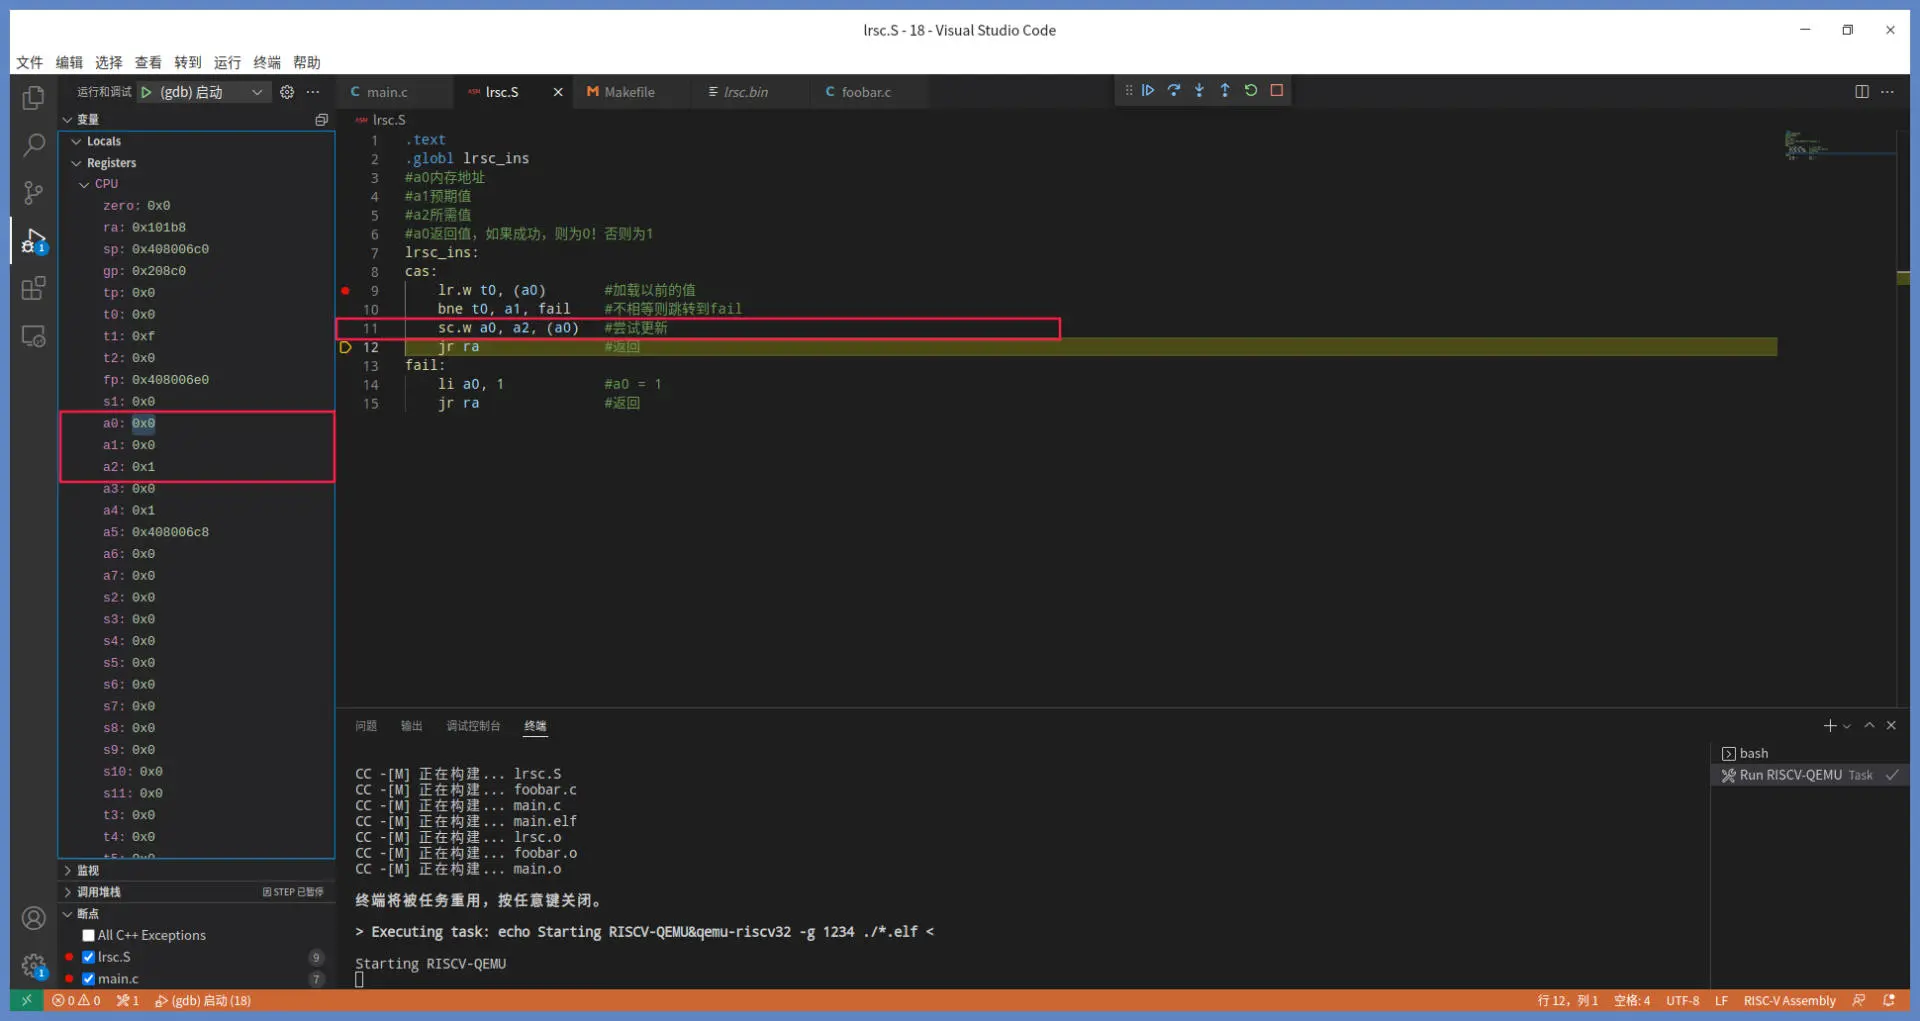 lrsc.S - 18 - Visual Studio Code
文件 编辑 选择 查看 转到 运行 终端 帮助
运行和调试 (gdb) 启动 ···
main.c lrsc.S Makefile lrsc.bin foobar.c
变量
Locals
Registers
CPU
zero: 0x0
ra: 0x101b8
sp: 0x408006c0
gp: 0x208c0
tp: 0x0
t0: 0x0
t1: 0xf
t2: 0x0
fp: 0x408006e0
s1: 0x0
a0: 0x0
a1: 0x0
a2: 0x1
a3: 0x0
a4: 0x1
a5: 0x408006c8
a6: 0x0
a7: 0x0
s2: 0x0
s3: 0x0
s4: 0x0
s5: 0x0
s6: 0x0
s7: 0x0
s8: 0x0
s9: 0x0
s10: 0x0
s11: 0x0
t3: 0x0
t4: 0x0
t5: 0x0
监视
调用堆栈 因 STEP 已暂停
断点
All C++ Exceptions
lrsc.S 9
main.c 7
lrsc.S
1 .text
2 .globl lrsc_ins
3 #a0内存地址
4 #a1预期值
5 #a2所需值
6 #a0返回值，如果成功，则为0！否则为1
7 lrsc_ins:
8 cas:
9 lr.w t0, (a0) #加载以前的值
10 bne t0, a1, fail #不相等则跳转到fail
11 sc.w a0, a2, (a0) #尝试更新
12 jr ra #返回
13 fail:
14 li a0, 1 #a0 = 1
15 jr ra #返回
问题 输出 调试控制台 终端
CC -[M] 正在构建... lrsc.S
CC -[M] 正在构建... foobar.c
CC -[M] 正在构建... main.c
CC -[M] 正在构建... main.elf
CC -[M] 正在构建... lrsc.o
CC -[M] 正在构建... foobar.o
CC -[M] 正在构建... main.o
终端将被任务重用，按任意键关闭。
> Executing task: echo Starting RISCV-QEMU&qemu-riscv32 -g 1234 ./*.elf <
Starting RISCV-QEMU
bash
Run RISCV-QEMU Task
0 0 1 (gdb) 启动 (18)
行 12，列 1 空格: 4 UTF-8 LF RISC-V Assembly